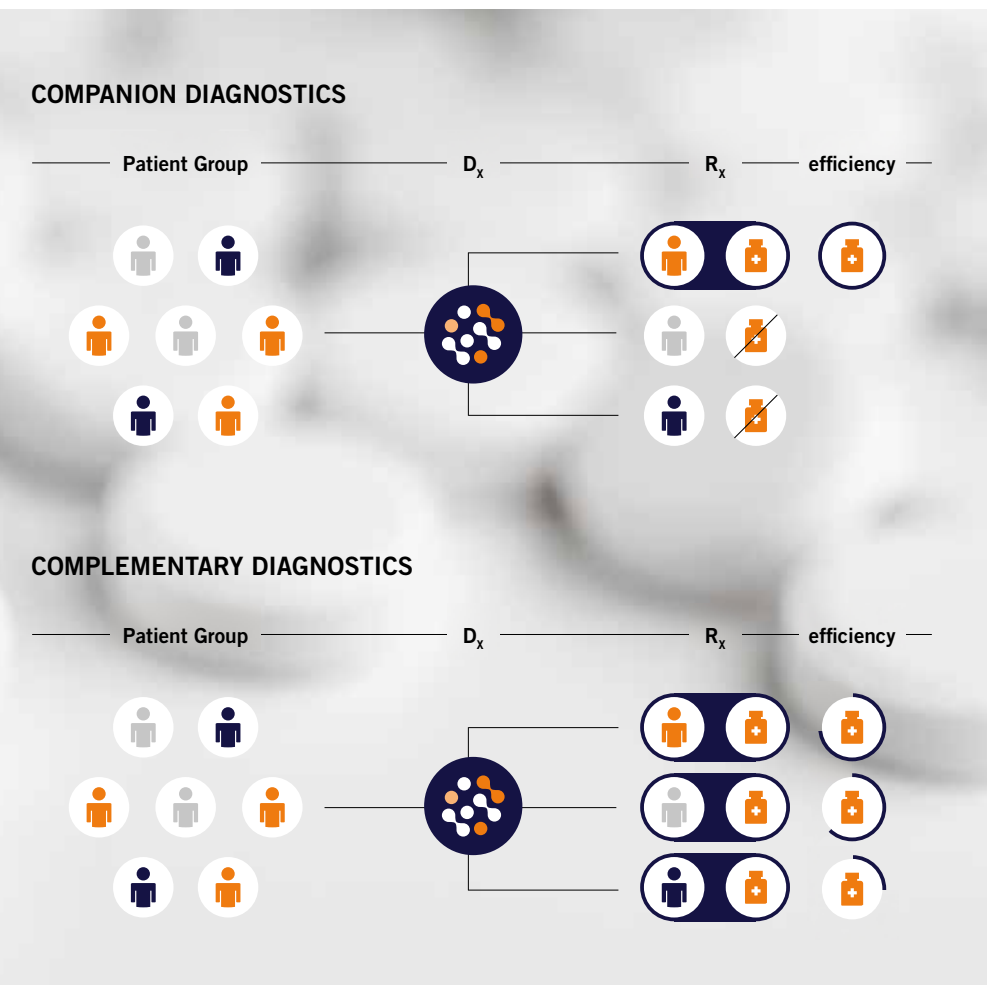 COMPANION DIAGNOSTICS
Patient Group Dx Rx efficiency
COMPLEMENTARY DIAGNOSTICS
Patient Group Dx Rx efficiency